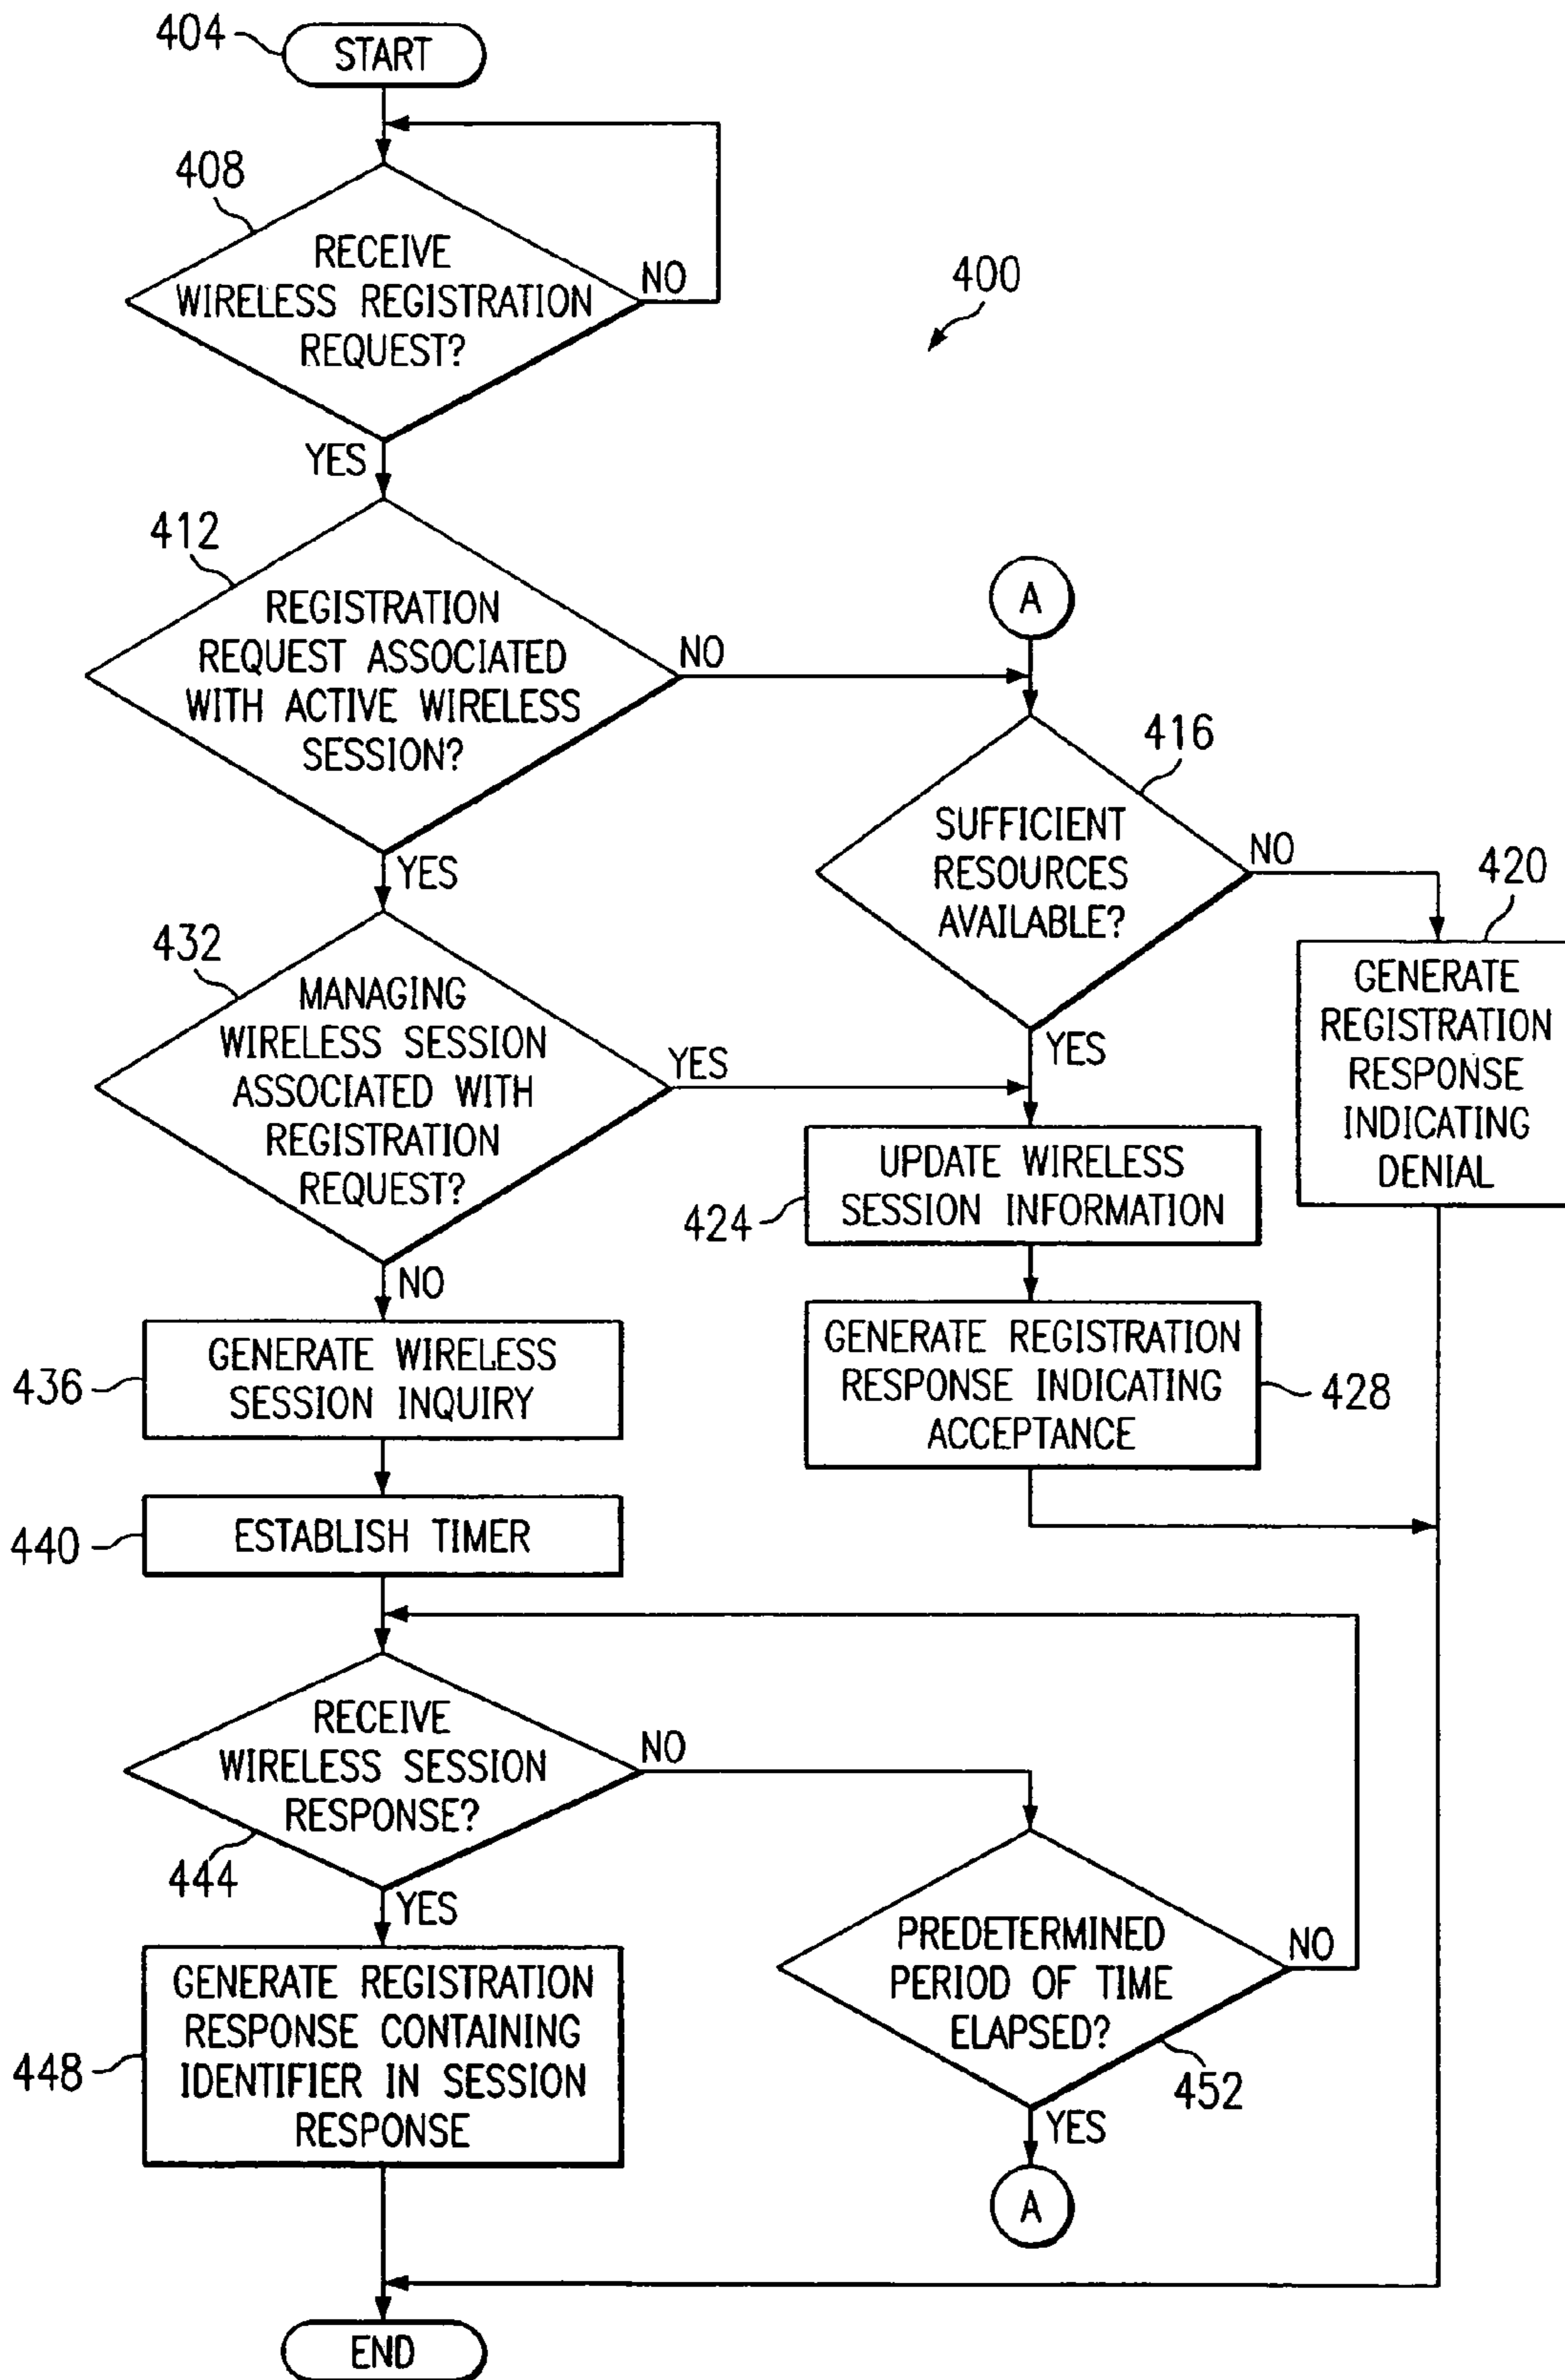 404
START
408
RECEIVE
WIRELESS REGISTRATION
REQUEST?
NO
400
YES
412
REGISTRATION
REQUEST ASSOCIATED
WITH ACTIVE WIRELESS
SESSION?
NO
A
416
SUFFICIENT
RESOURCES
AVAILABLE?
NO
420
GENERATE
REGISTRATION
RESPONSE
INDICATING
DENIAL
YES
432
MANAGING
WIRELESS SESSION
ASSOCIATED WITH
REGISTRATION
REQUEST?
YES
YES
424
UPDATE WIRELESS
SESSION INFORMATION
NO
436
GENERATE WIRELESS
SESSION INQUIRY
GENERATE REGISTRATION
RESPONSE INDICATING
ACCEPTANCE
428
440
ESTABLISH TIMER
RECEIVE
WIRELESS SESSION
RESPONSE?
NO
444
YES
PREDETERMINED
PERIOD OF TIME
ELAPSED?
NO
452
YES
A
448
GENERATE REGISTRATION
RESPONSE CONTAINING
IDENTIFIER IN SESSION
RESPONSE
END